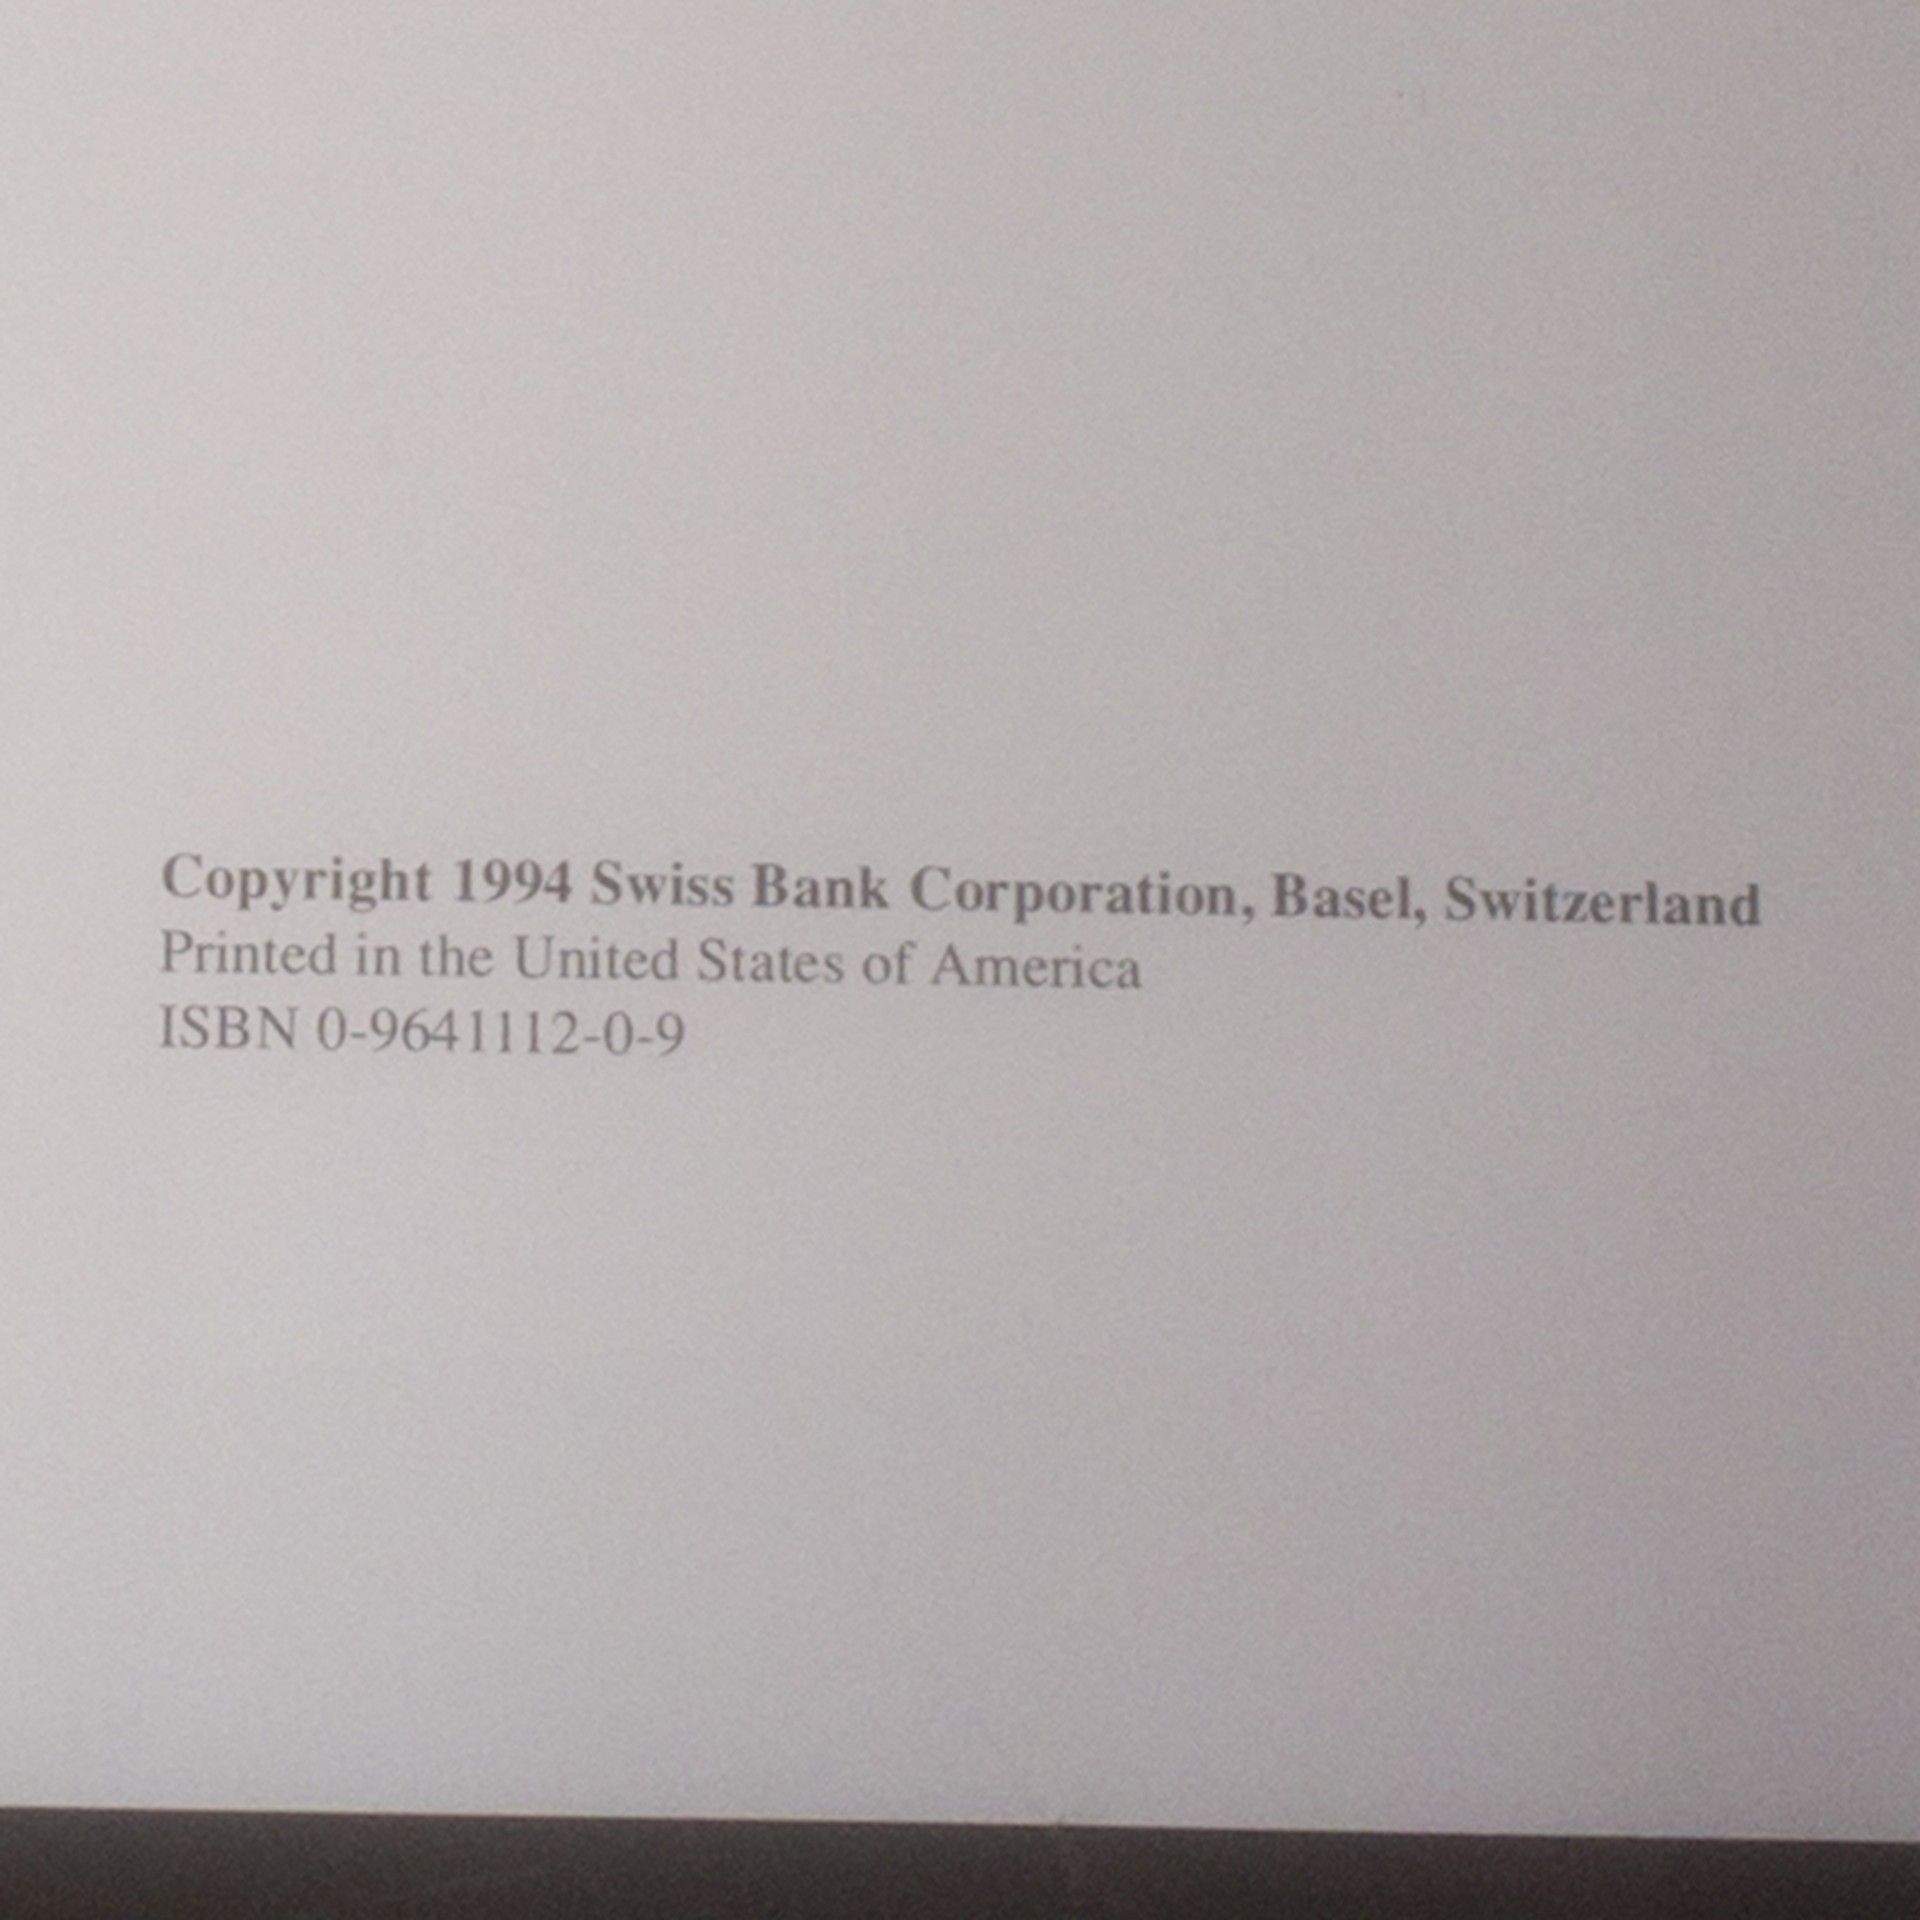 Copyright 1994 Swiss Bank Corporation, Basel, Switzerland
Printed in the United States of America
ISBN 0-9641112-0-9